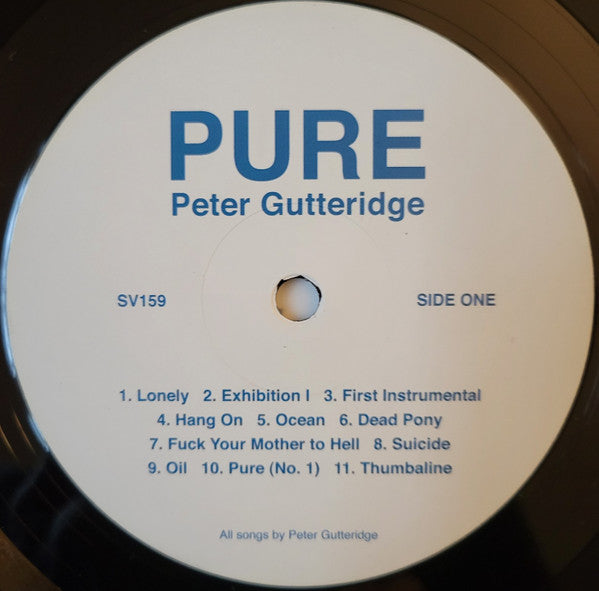 PURE
Peter Gutteridge
SV159 SIDE ONE
1. Lonely 2. Exhibition I 3. First Instrumental
4. Hang On 5. Ocean 6. Dead Pony
7. Fuck Your Mother to Hell 8. Suicide
9. Oil 10. Pure (No. 1) 11. Thumbaline
All songs by Peter Gutteridge